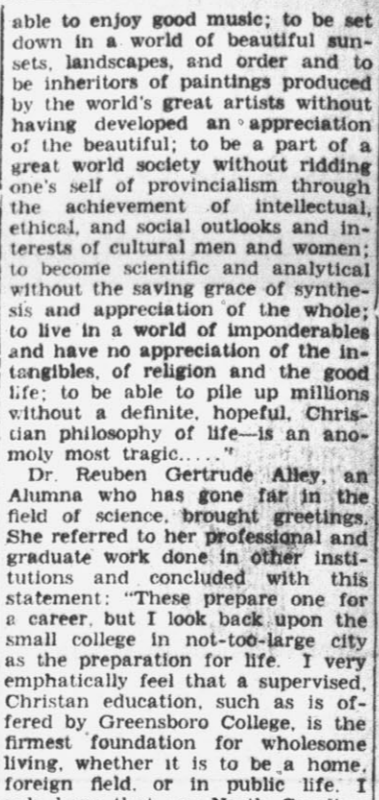 able to enjoy good music; to be set
down in a world of beautiful sun-
sets, landscapes, and order and to
be inheritors of paintings produced
by the world's great artists without
having developed an appreciation
of the beautiful; to be a part of a
great world society without ridding
one's self of provincialism through
the achievement of intellectual,
ethical, and social outlooks and in-
terests of cultural men and women;
to become scientific and analytical
without the saving grace of synthe-
sis and appreciation of the whole;
to live in a world of imponderables
and have no appreciation of the in-
tangibles, of religion and the good
life; to be able to pile up millions
without a definite, hopeful, Chris-
tian philosophy of life—is an ano-
moly most tragic....."
Dr. Reuben Gertrude Alley, an
Alumna who has gone far in the
field of science, brought greetings.
She referred to her professional and
graduate work done in other insti-
tutions and concluded with this
statement: "These prepare one for
a career, but I look back upon the
small college in not-too-large city
as the preparation for life. I very
emphatically feel that a supervised,
Christan education, such as is of-
fered by Greensboro College, is the
firmest foundation for wholesome
living, whether it is to be a home,
foreign field, or in public life. I